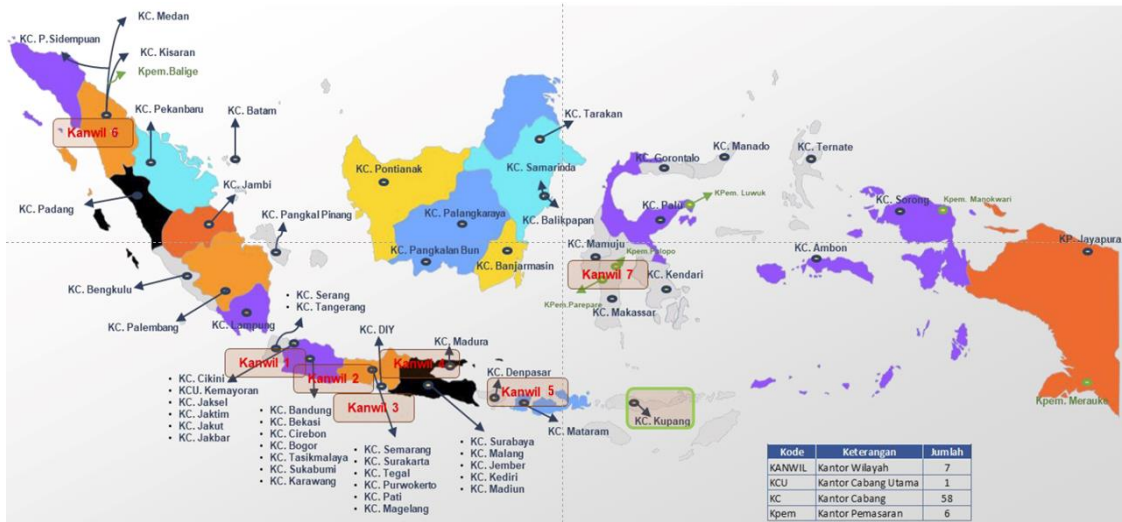 KC. Medan
KC. P.Sidempuan
KC. Kisaran
Kpem.Balige
KC. Pekanbaru
KC. Batam
Kanwil 6
KC. Padang
KC. Jambi
KC. Pangkal Pinang
KC. Bengkulu
KC. Palembang
KC. Lampung
• KC. Serang
• KC. Tangerang
KC. Pontianak
KC. Tarakan
KC. Samarinda
KC. Balikpapan
KC. Palangkaraya
KC. Pangkalan Bun
KC. Banjarmasin
KC. Gorontalo
KC. Manado
KC. Ternate
KPem. Luwuk
KC. Palu
KC. Mamuju
Kpem.Palopo
Kanwil 7
KC. Kendari
KPem.Parepare
KC. Makassar
KC. Sorong
Kpem. Manokwari
KC. Ambon
KP. Jayapura
Kpem. Merauke
Kanwil 1
• KC. Cikini
• KCU. Kemayoran
• KC. Jaksel
• KC. Jaktim
• KC. Jakut
• KC. Jakbar
Kanwil 2
• KC. Bandung
• KC. Bekasi
• KC. Cirebon
• KC. Bogor
• KC. Tasikmalaya
• KC. Sukabumi
• KC. Karawang
KC. DIY
Kanwil 3
• KC. Semarang
• KC. Surakarta
• KC. Tegal
• KC. Purwokerto
• KC. Pati
• KC. Magelang
Kanwil 4
KC. Madura
• KC. Surabaya
• KC. Malang
• KC. Jember
• KC. Kediri
• KC. Madiun
KC. Denpasar
Kanwil 5
KC. Mataram
KC. Kupang
Kode Keterangan Jumlah
KANWIL Kantor Wilayah 7
KCU Kantor Cabang Utama 1
KC Kantor Cabang 58
Kpem Kantor Pemasaran 6